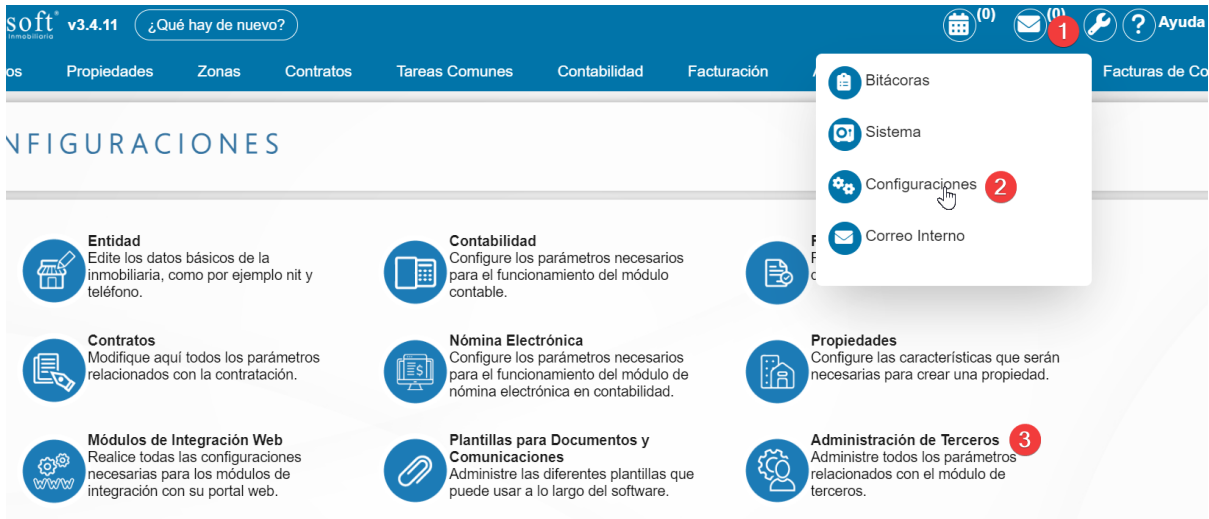 soft v3.4.11 ¿Qué hay de nuevo? (0) (0) 1 Ayuda
inmobiliaria
os Propiedades Zonas Contratos Tareas Comunes Contabilidad Facturación Facturas de Co
Bitácoras
Sistema
Configuraciones 2
Correo Interno
NFIGURACIONES
Entidad
Edite los datos básicos de la
inmobiliaria, como por ejemplo nit y
teléfono.
Contabilidad
Configure los parámetros necesarios
para el funcionamiento del módulo
contable.
Contratos
Modifique aquí todos los parámetros
relacionados con la contratación.
Nómina Electrónica
Configure los parámetros necesarios
para el funcionamiento del módulo de
nómina electrónica en contabilidad.
Propiedades
Configure las características que serán
necesarias para crear una propiedad.
Módulos de Integración Web
Realice todas las configuraciones
necesarias para los módulos de
integración con su portal web.
www
Plantillas para Documentos y
Comunicaciones
Administre las diferentes plantillas que
puede usar a lo largo del software.
Administración de Terceros 3
Administre todos los parámetros
relacionados con el módulo de
terceros.